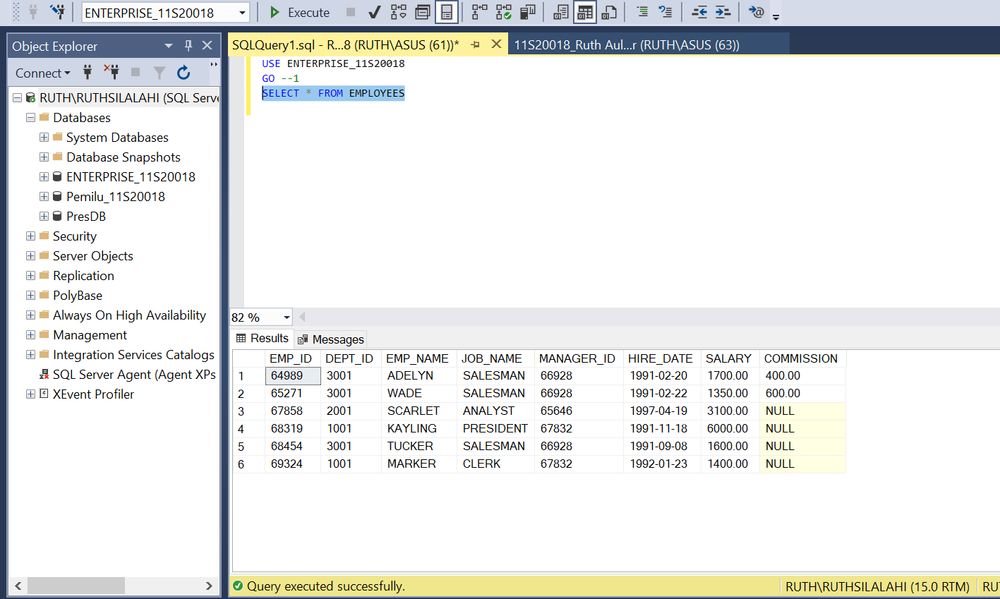 ENTERPRISE_11S20018 Execute
Object Explorer
Connect
RUTH\RUTHSILALAHI (SQL Serve
Databases
System Databases
Database Snapshots
ENTERPRISE_11S20018
Pemilu_11S20018
PresDB
Security
Server Objects
Replication
PolyBase
Always On High Availability
Management
Integration Services Catalogs
SQL Server Agent (Agent XPs
XEvent Profiler
SQLQuery1.sql - R...8 (RUTH\ASUS (61))* 11S20018_Ruth Aul...r (RUTH\ASUS (63))
USE ENTERPRISE_11S20018
GO --1
SELECT * FROM EMPLOYEES
82 %
Results Messages
EMP_ID DEPT_ID EMP_NAME JOB_NAME MANAGER_ID HIRE_DATE SALARY COMMISSION
1 64989 3001 ADELYN SALESMAN 66928 1991-02-20 1700.00 400.00
2 65271 3001 WADE SALESMAN 66928 1991-02-22 1350.00 600.00
3 67858 2001 SCARLET ANALYST 65646 1997-04-19 3100.00 NULL
4 68319 1001 KAYLING PRESIDENT 67832 1991-11-18 6000.00 NULL
5 68454 3001 TUCKER SALESMAN 66928 1991-09-08 1600.00 NULL
6 69324 1001 MARKER CLERK 67832 1992-01-23 1400.00 NULL
Query executed successfully. RUTH\RUTHSILALAHI (15.0 RTM) RU